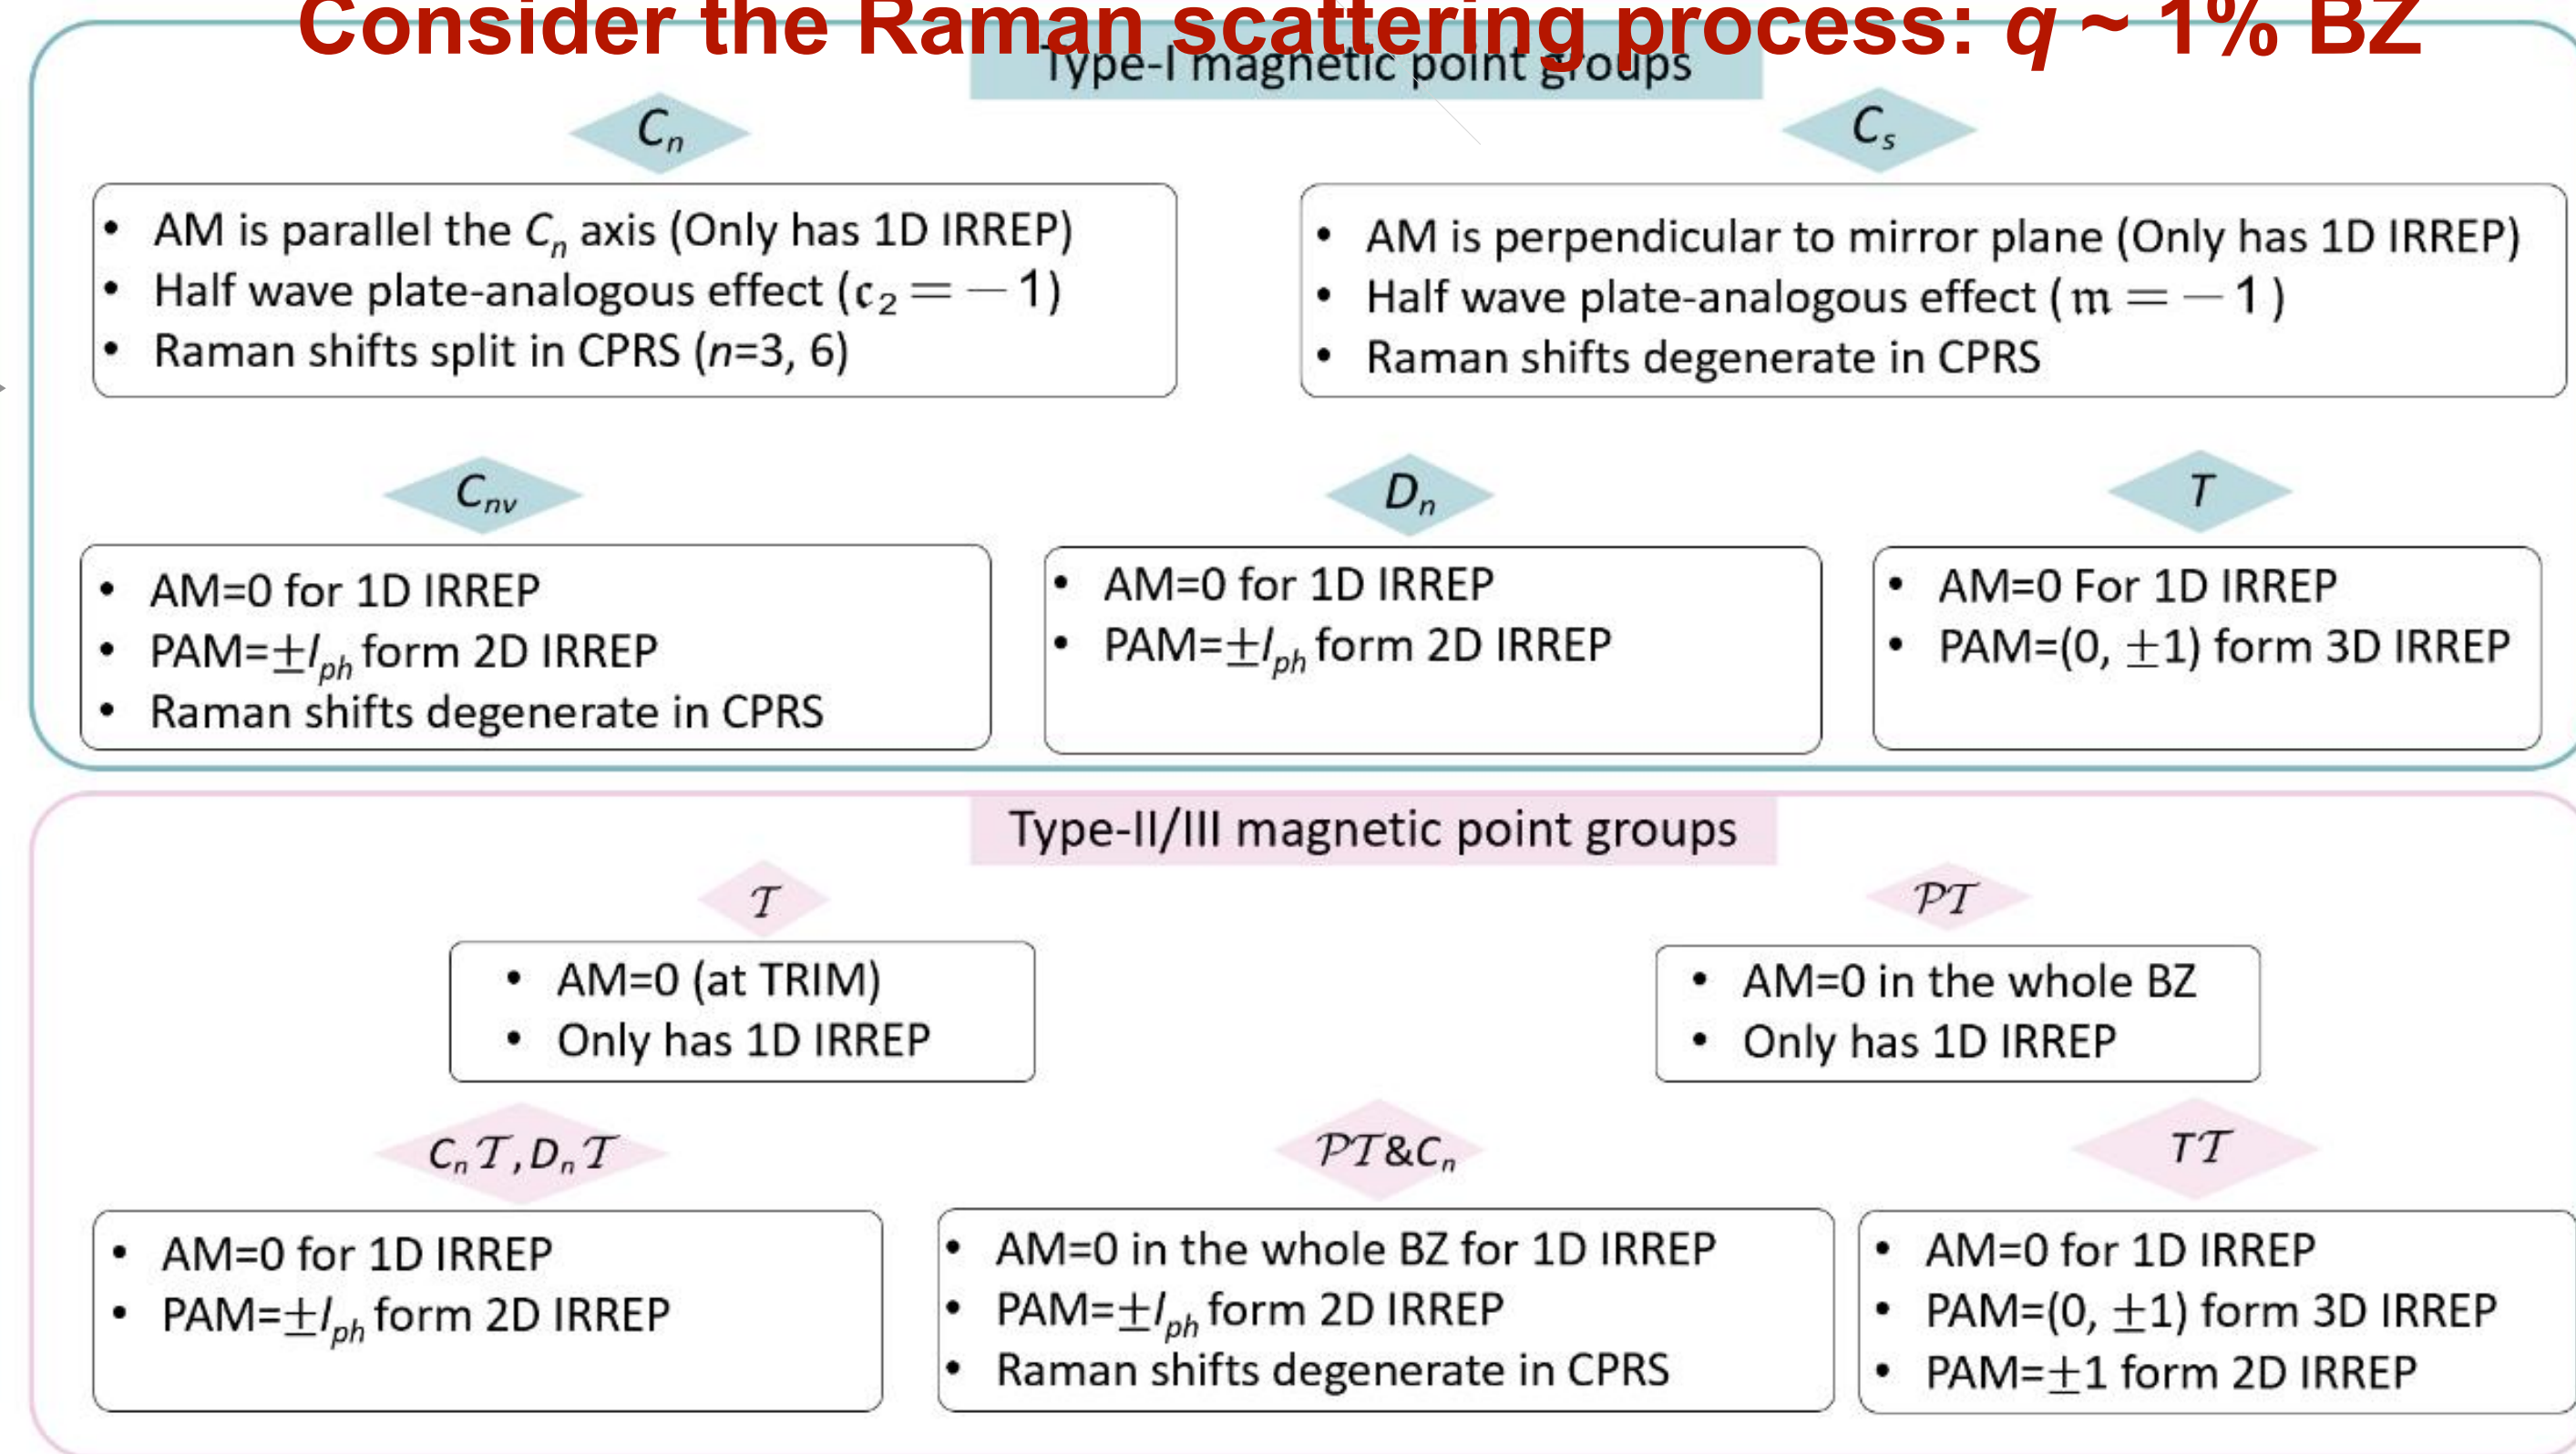 Consider the Raman scattering process: q ~ 1% BZ
Type-I magnetic point groups
Cₙ
• AM is parallel the Cₙ axis (Only has 1D IRREP)
• Half wave plate-analogous effect (𝔠₂ = − 1)
• Raman shifts split in CPRS (n=3, 6)
Cₛ
• AM is perpendicular to mirror plane (Only has 1D IRREP)
• Half wave plate-analogous effect ( 𝔪 = − 1 )
• Raman shifts degenerate in CPRS
Cₙᵥ
• AM=0 for 1D IRREP
• PAM=±l_ph form 2D IRREP
• Raman shifts degenerate in CPRS
Dₙ
• AM=0 for 1D IRREP
• PAM=±l_ph form 2D IRREP
T
• AM=0 For 1D IRREP
• PAM=(0, ±1) form 3D IRREP
Type-II/III magnetic point groups
𝒯
• AM=0 (at TRIM)
• Only has 1D IRREP
𝒫𝒯
• AM=0 in the whole BZ
• Only has 1D IRREP
Cₙ𝒯, Dₙ𝒯
• AM=0 for 1D IRREP
• PAM=±l_ph form 2D IRREP
𝒫𝒯&Cₙ
• AM=0 in the whole BZ for 1D IRREP
• PAM=±l_ph form 2D IRREP
• Raman shifts degenerate in CPRS
T𝒯
• AM=0 for 1D IRREP
• PAM=(0, ±1) form 3D IRREP
• PAM=±1 form 2D IRREP